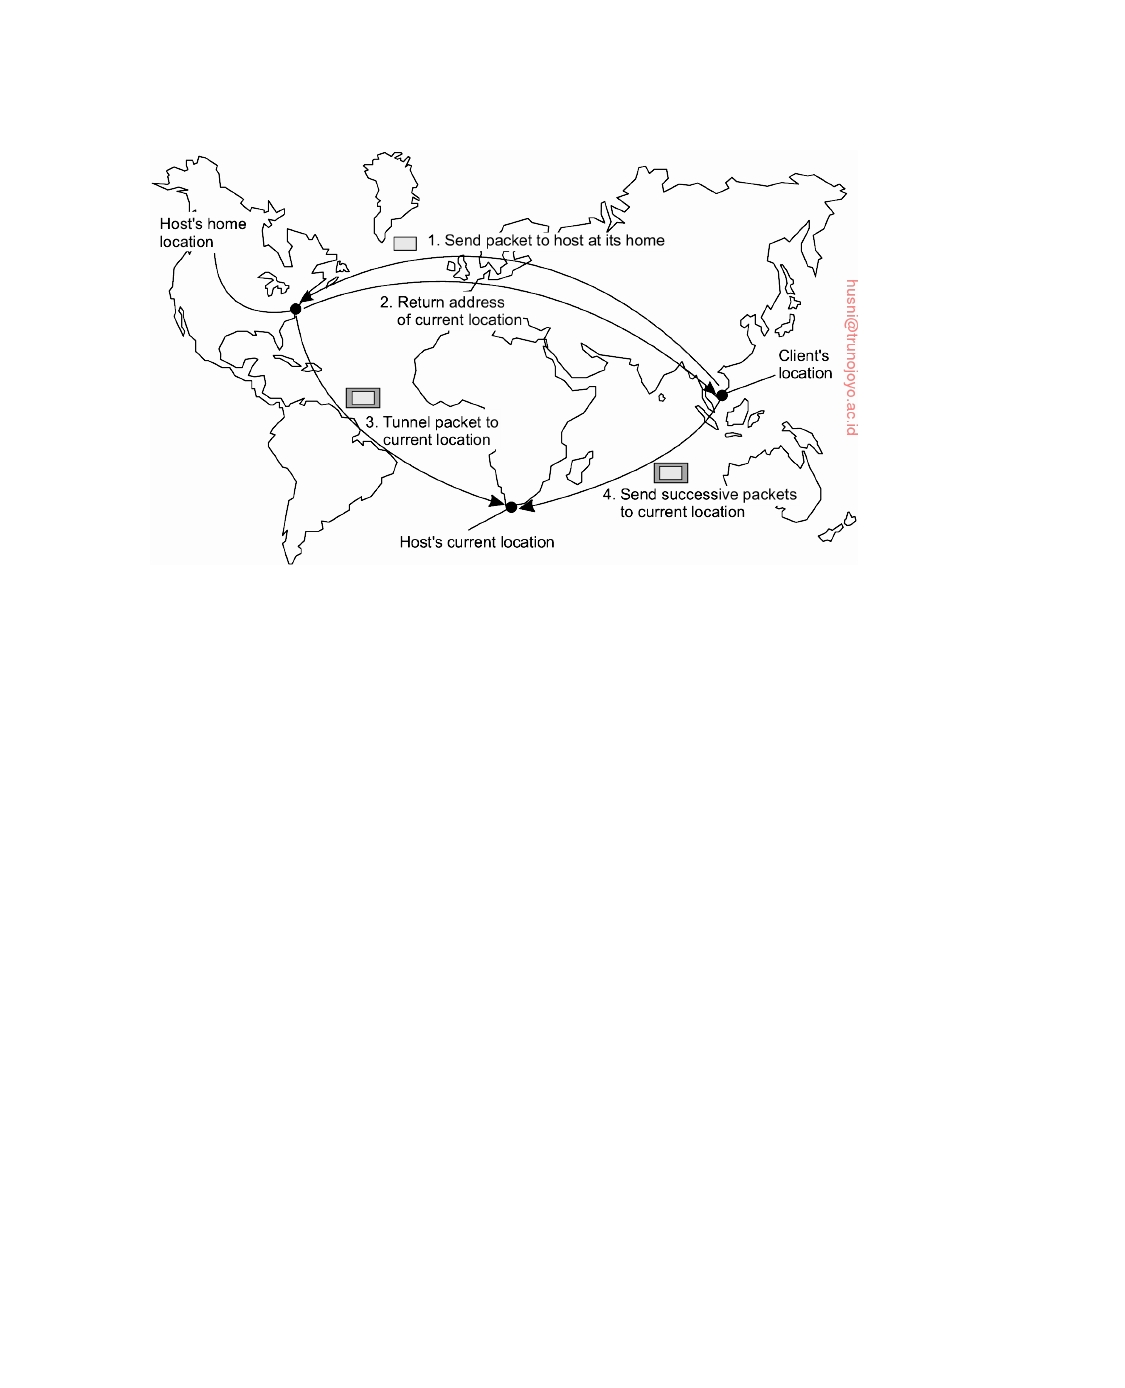 Host's home
location
1. Send packet to host at its home
2. Return address
of current location
Client's
location
3. Tunnel packet to
current location
4. Send successive packets
to current location
Host's current location
husni@trunojoyo.ac.id